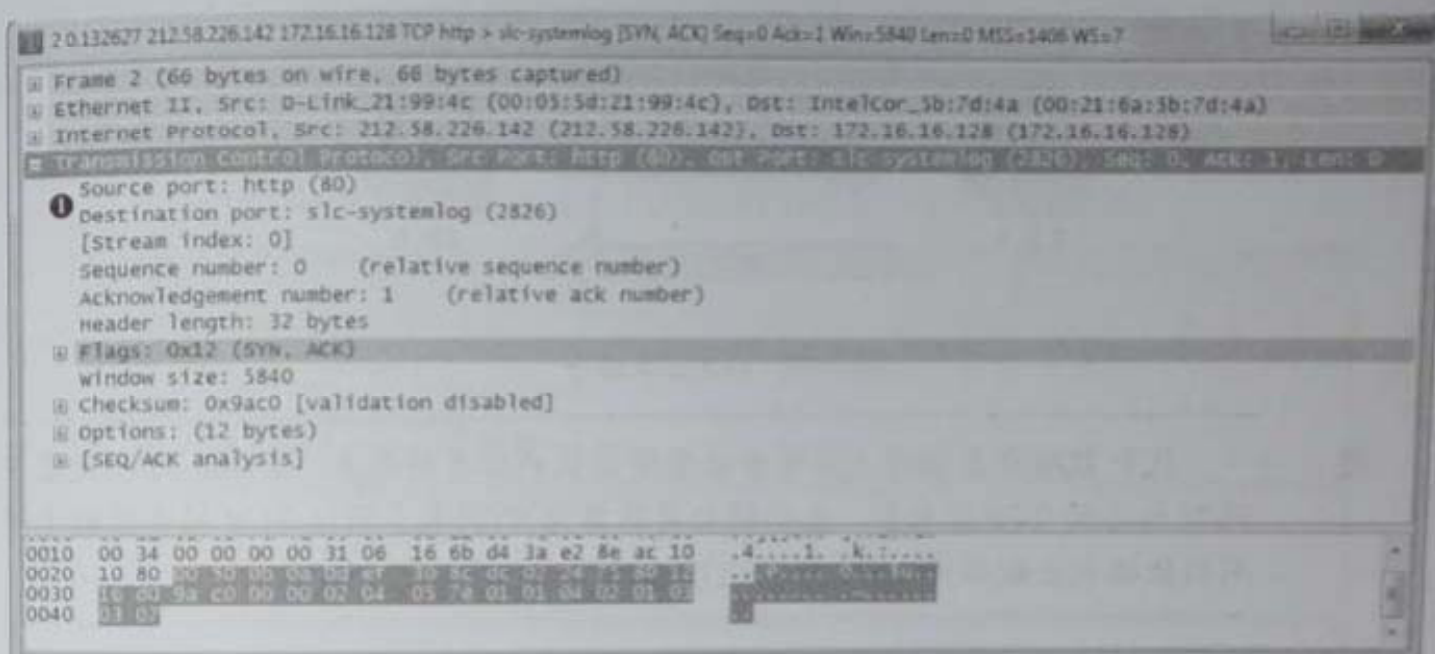 2 0.132627 212.58.226.142 172.16.16.128 TCP http > slc-systemlog [SYN, ACK] Seq=0 Ack=1 Win=5840 Len=0 MSS=1406 WS=7
Frame 2 (66 bytes on wire, 66 bytes captured)
Ethernet II, Src: D-Link_21:99:4c (00:05:5d:21:99:4c), Dst: IntelCor_5b:7d:4a (00:21:6a:5b:7d:4a)
Internet Protocol, Src: 212.58.226.142 (212.58.226.142), Dst: 172.16.16.128 (172.16.16.128)
Transmission Control Protocol, Src Port: http (80), Dst Port: slc-systemlog (2826), Seq: 0, Ack: 1, Len: 0
Source port: http (80)
Destination port: slc-systemlog (2826)
[Stream index: 0]
Sequence number: 0 (relative sequence number)
Acknowledgement number: 1 (relative ack number)
Header length: 32 bytes
Flags: 0x12 (SYN, ACK)
Window size: 5840
Checksum: 0x9ac0 [validation disabled]
Options: (12 bytes)
[SEQ/ACK analysis]
0010 00 34 00 00 00 00 31 06 16 6b d4 3a e2 8e ac 10 .4....1. .k.:....
0020 10 80
0030 9a c0 00 00 02 04 01 01 04 02 01 03
0040 03